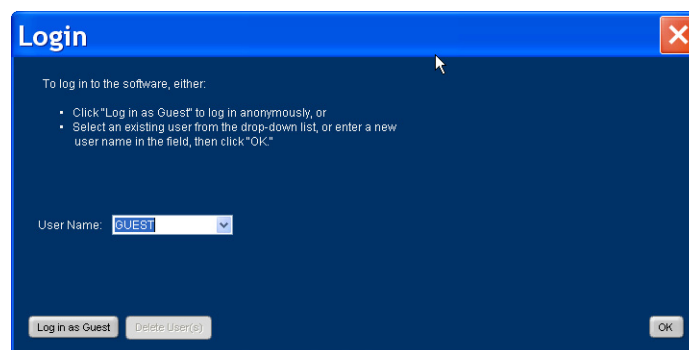 Login
To log in to the software, either:
• Click "Log in as Guest" to log in anonymously, or
• Select an existing user from the drop-down list, or enter a new
user name in the field, then click "OK."
User Name: GUEST
Log in as Guest Delete User(s) OK